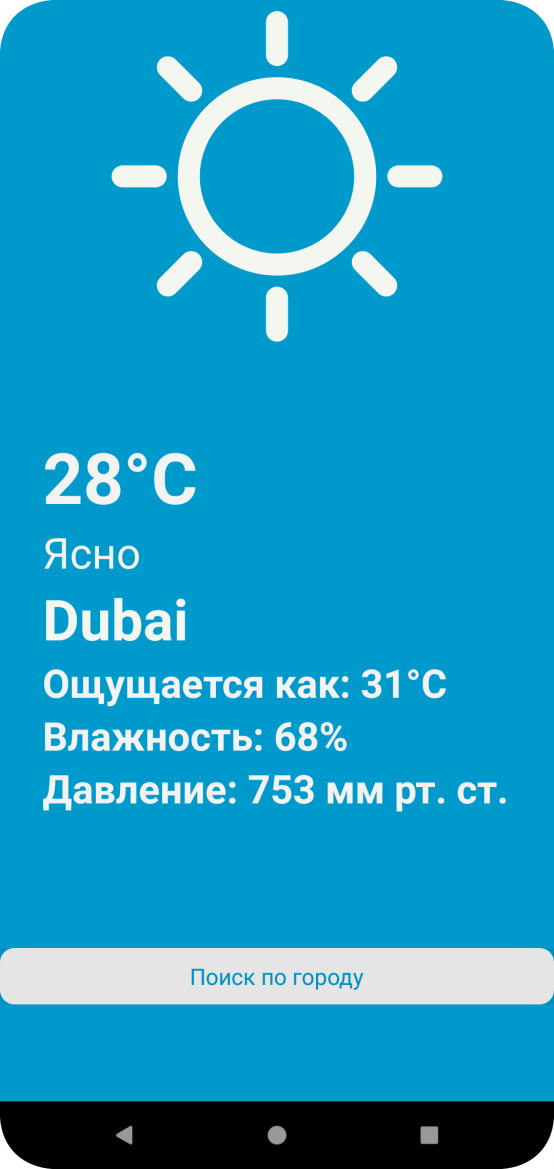 28°C
Ясно
Dubai
Ощущается как: 31°C
Влажность: 68%
Давление: 753 мм рт. ст.
Поиск по городу